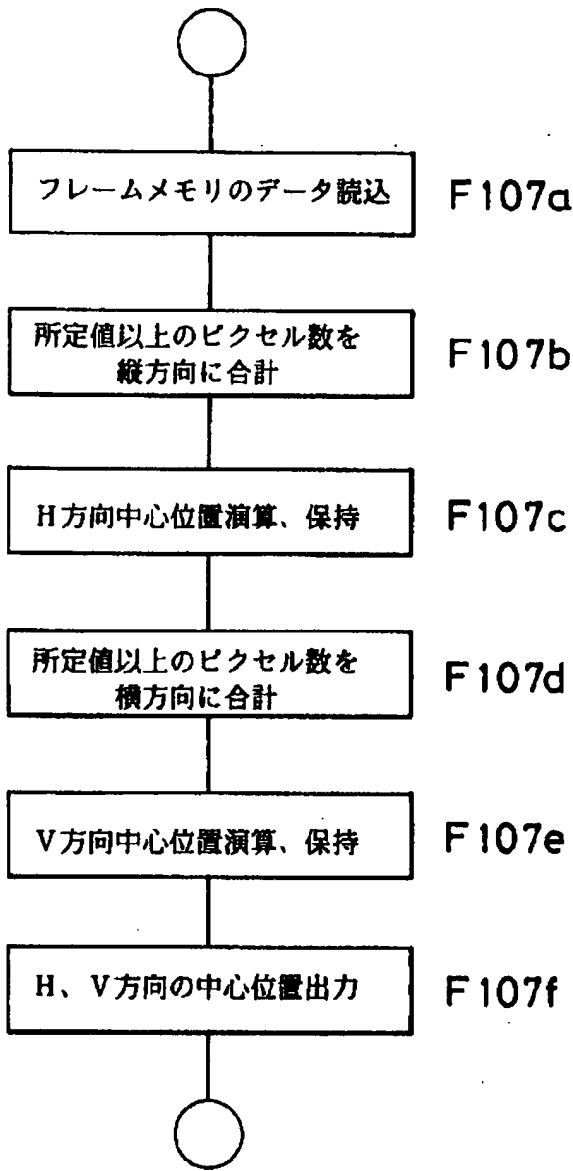 フレームメモリのデータ読込
F107a
所定値以上のピクセル数を
縦方向に合計
F107b
H方向中心位置演算、保持
F107c
所定値以上のピクセル数を
横方向に合計
F107d
V方向中心位置演算、保持
F107e
H、V方向の中心位置出力
F107f